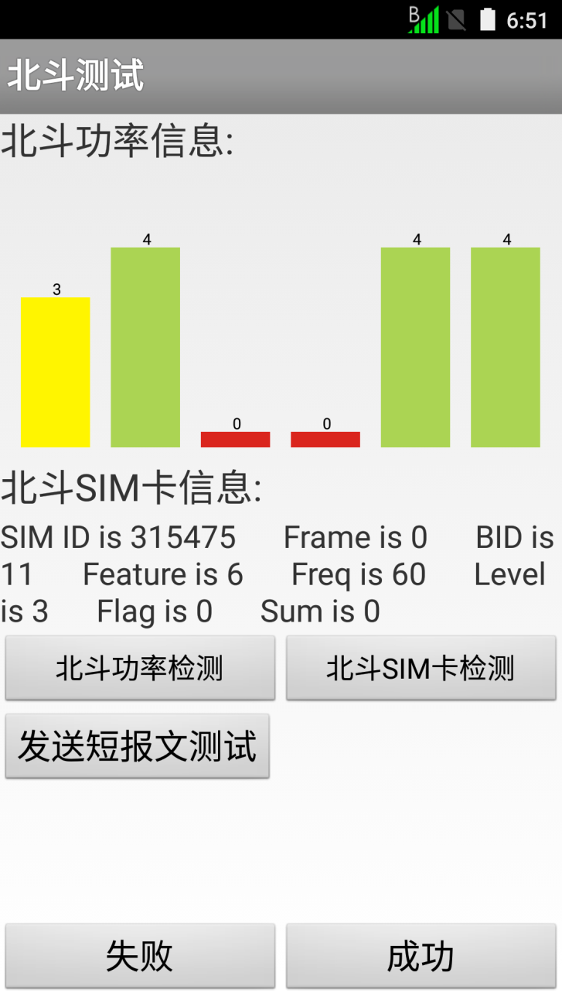 B 6:51
北斗测试
北斗功率信息:
3 4 0 0 4 4
北斗SIM卡信息:
SIM ID is 315475 Frame is 0 BID is
11 Feature is 6 Freq is 60 Level
is 3 Flag is 0 Sum is 0
北斗功率检测 北斗SIM卡检测
发送短报文测试
失败 成功